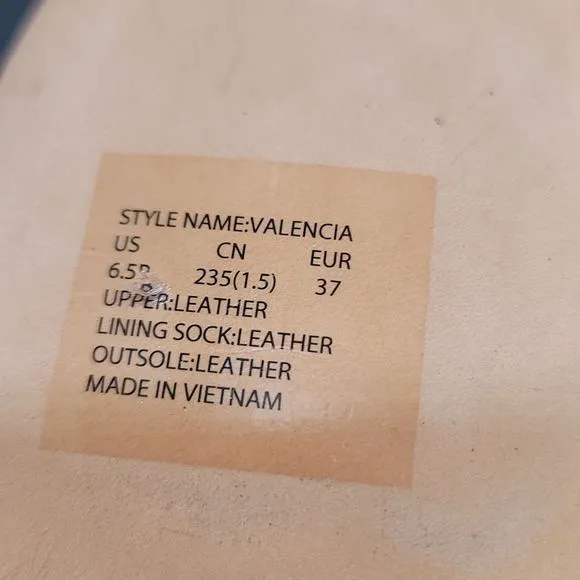 STYLE NAME:VALENCIA
US CN EUR
6.5B 235(1.5) 37
UPPER:LEATHER
LINING SOCK:LEATHER
OUTSOLE:LEATHER
MADE IN VIETNAM